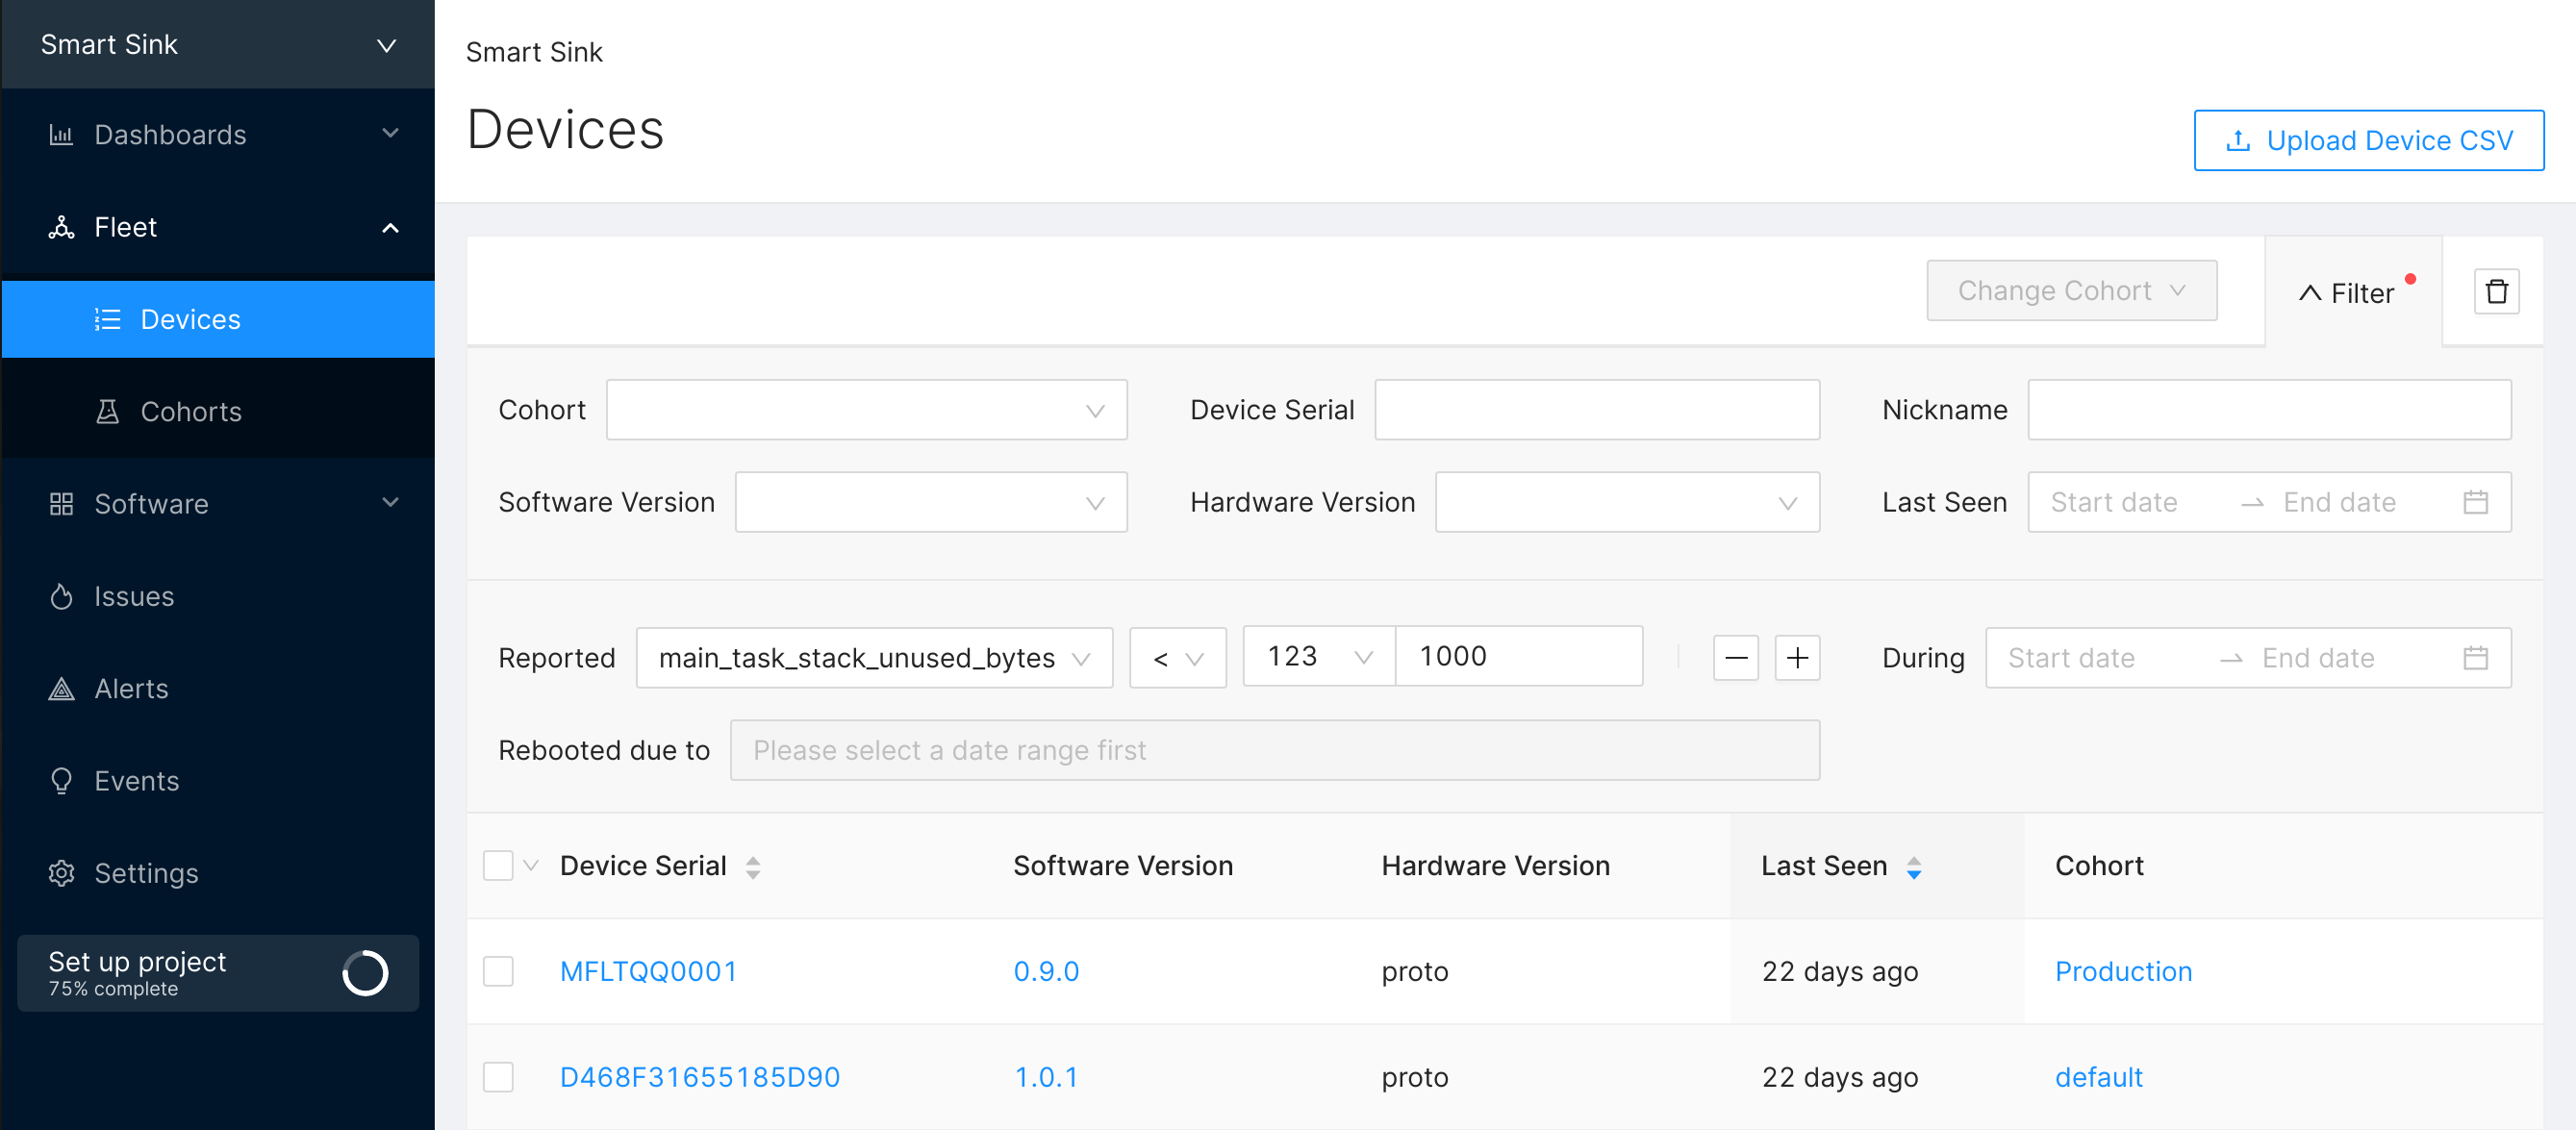 Smart Sink
Dashboards
Fleet
Devices
Cohorts
Software
Issues
Alerts
Events
Settings
Set up project
75% complete
Smart Sink
Devices
Upload Device CSV
Change Cohort
Filter
Cohort
Device Serial
Nickname
Software Version
Hardware Version
Last Seen Start date End date
Reported main_task_stack_unused_bytes < 123 1000
During Start date End date
Rebooted due to Please select a date range first
Device Serial Software Version Hardware Version Last Seen Cohort
MFLTQQ0001 0.9.0 proto 22 days ago Production
D468F31655185D90 1.0.1 proto 22 days ago default